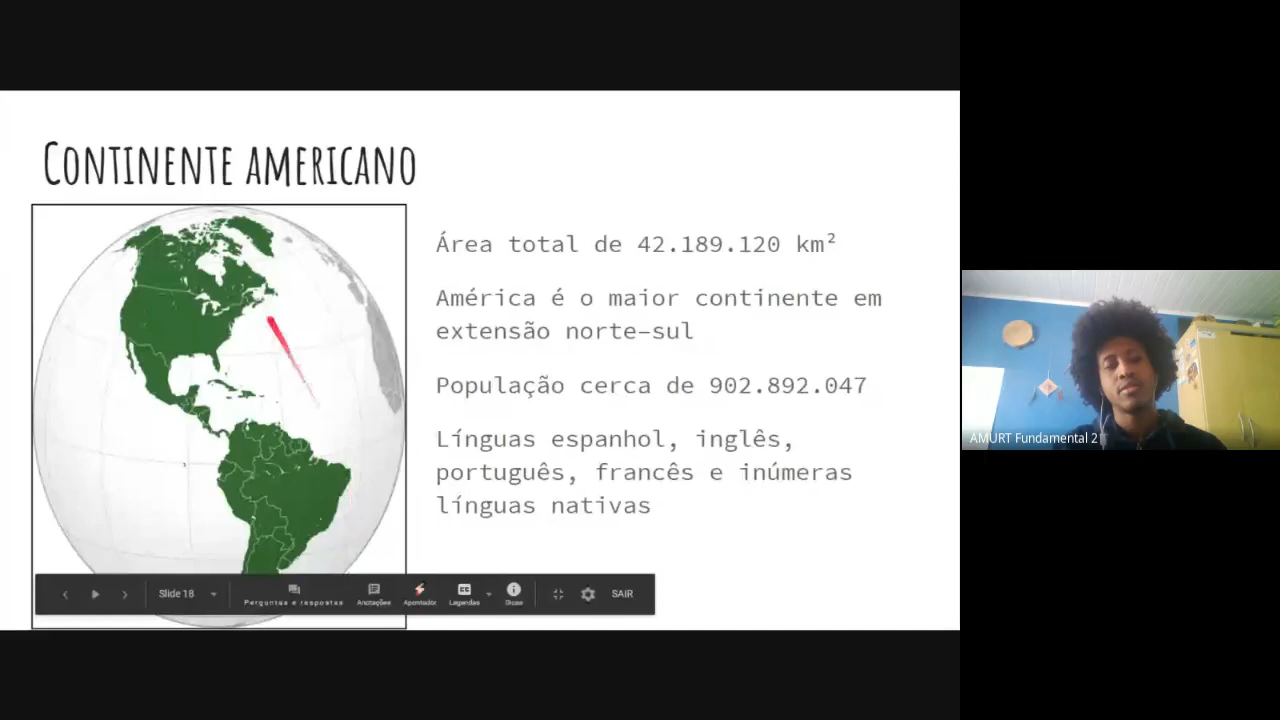 CONTINENTE AMERICANO
Área total de 42.189.120 km²
América é o maior continente em
extensão norte–sul
População cerca de 902.892.047
Línguas espanhol, inglês,
português, francês e inúmeras
línguas nativas
Slide 18
Perguntas e respostas
Anotações
Apontador
Legendas
Dicas
SAIR
AMURT Fundamental 2